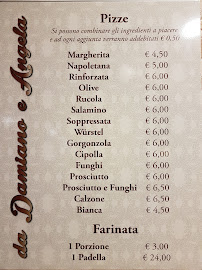 da Damiano e Angela
Pizze
Si possono combinare gli ingredienti a piacere
e ad ogni aggiunta verranno addebitati € 0,50
Margherita € 4,50
Napoletana € 5,00
Rinforzata € 6,00
Olive € 6,00
Rucola € 6,00
Salamino € 6,00
Soppressata € 6,00
Würstel € 6,00
Gorgonzola € 6,00
Cipolla € 6,00
Funghi € 6,00
Prosciutto € 6,00
Prosciutto e Funghi € 6,50
Calzone € 6,50
Bianca € 4,50
Farinata
1 Porzione € 3,00
1 Padella € 24,00